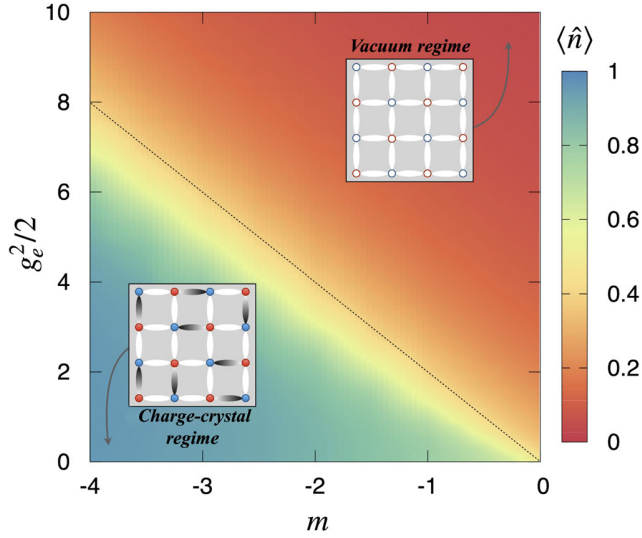 10
8
6
4
2
0
g_e^2/2
-4
-3
-2
-1
0
m
Vacuum regime
Charge-crystal
regime
⟨n̂⟩
1
0.8
0.6
0.4
0.2
0